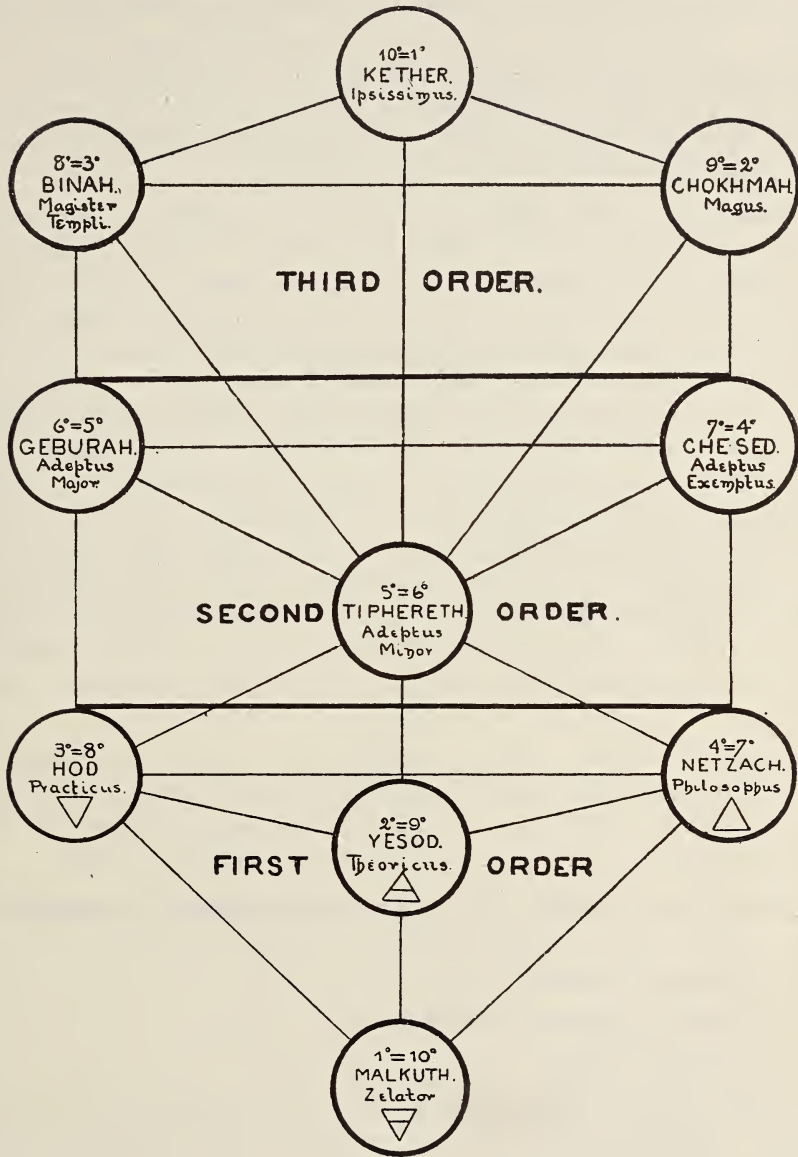 10°=1°
KETHER.
Ipsissimus.
8°=3°
BINAH.
Magister
Templi.
9°=2°
CHOKHMAH.
Magus.
THIRD ORDER.
6°=5°
GEBURAH.
Adeptus
Major.
7°=4°
CHESED.
Adeptus
Exemptus.
5°=6°
SECOND TIPHERETH. ORDER.
Adeptus
Minor
3°=8°
HOD
Practicus.
4°=7°
NETZACH.
Philosophus
2°=9°
YESOD.
FIRST Theoricus. ORDER
1°=10°
MALKUTH.
Zelator